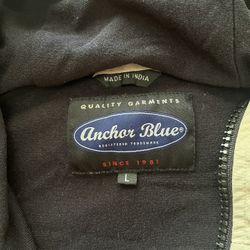 MADE IN INDIA
QUALITY GARMENTS
Anchor Blue®
REGISTERED TRADEMARK
SINCE 1981
L